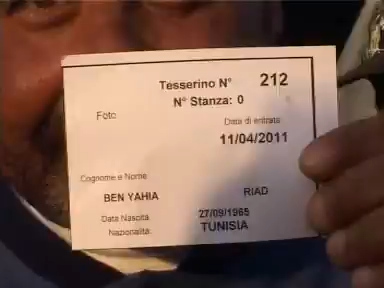 Tesserino N° 212
N° Stanza: 0
Foto
Data di entrata
11/04/2011
Cognome e Nome
BEN YAHIA RIAD
Data Nascita 27/09/1965
Nazionalità TUNISIA